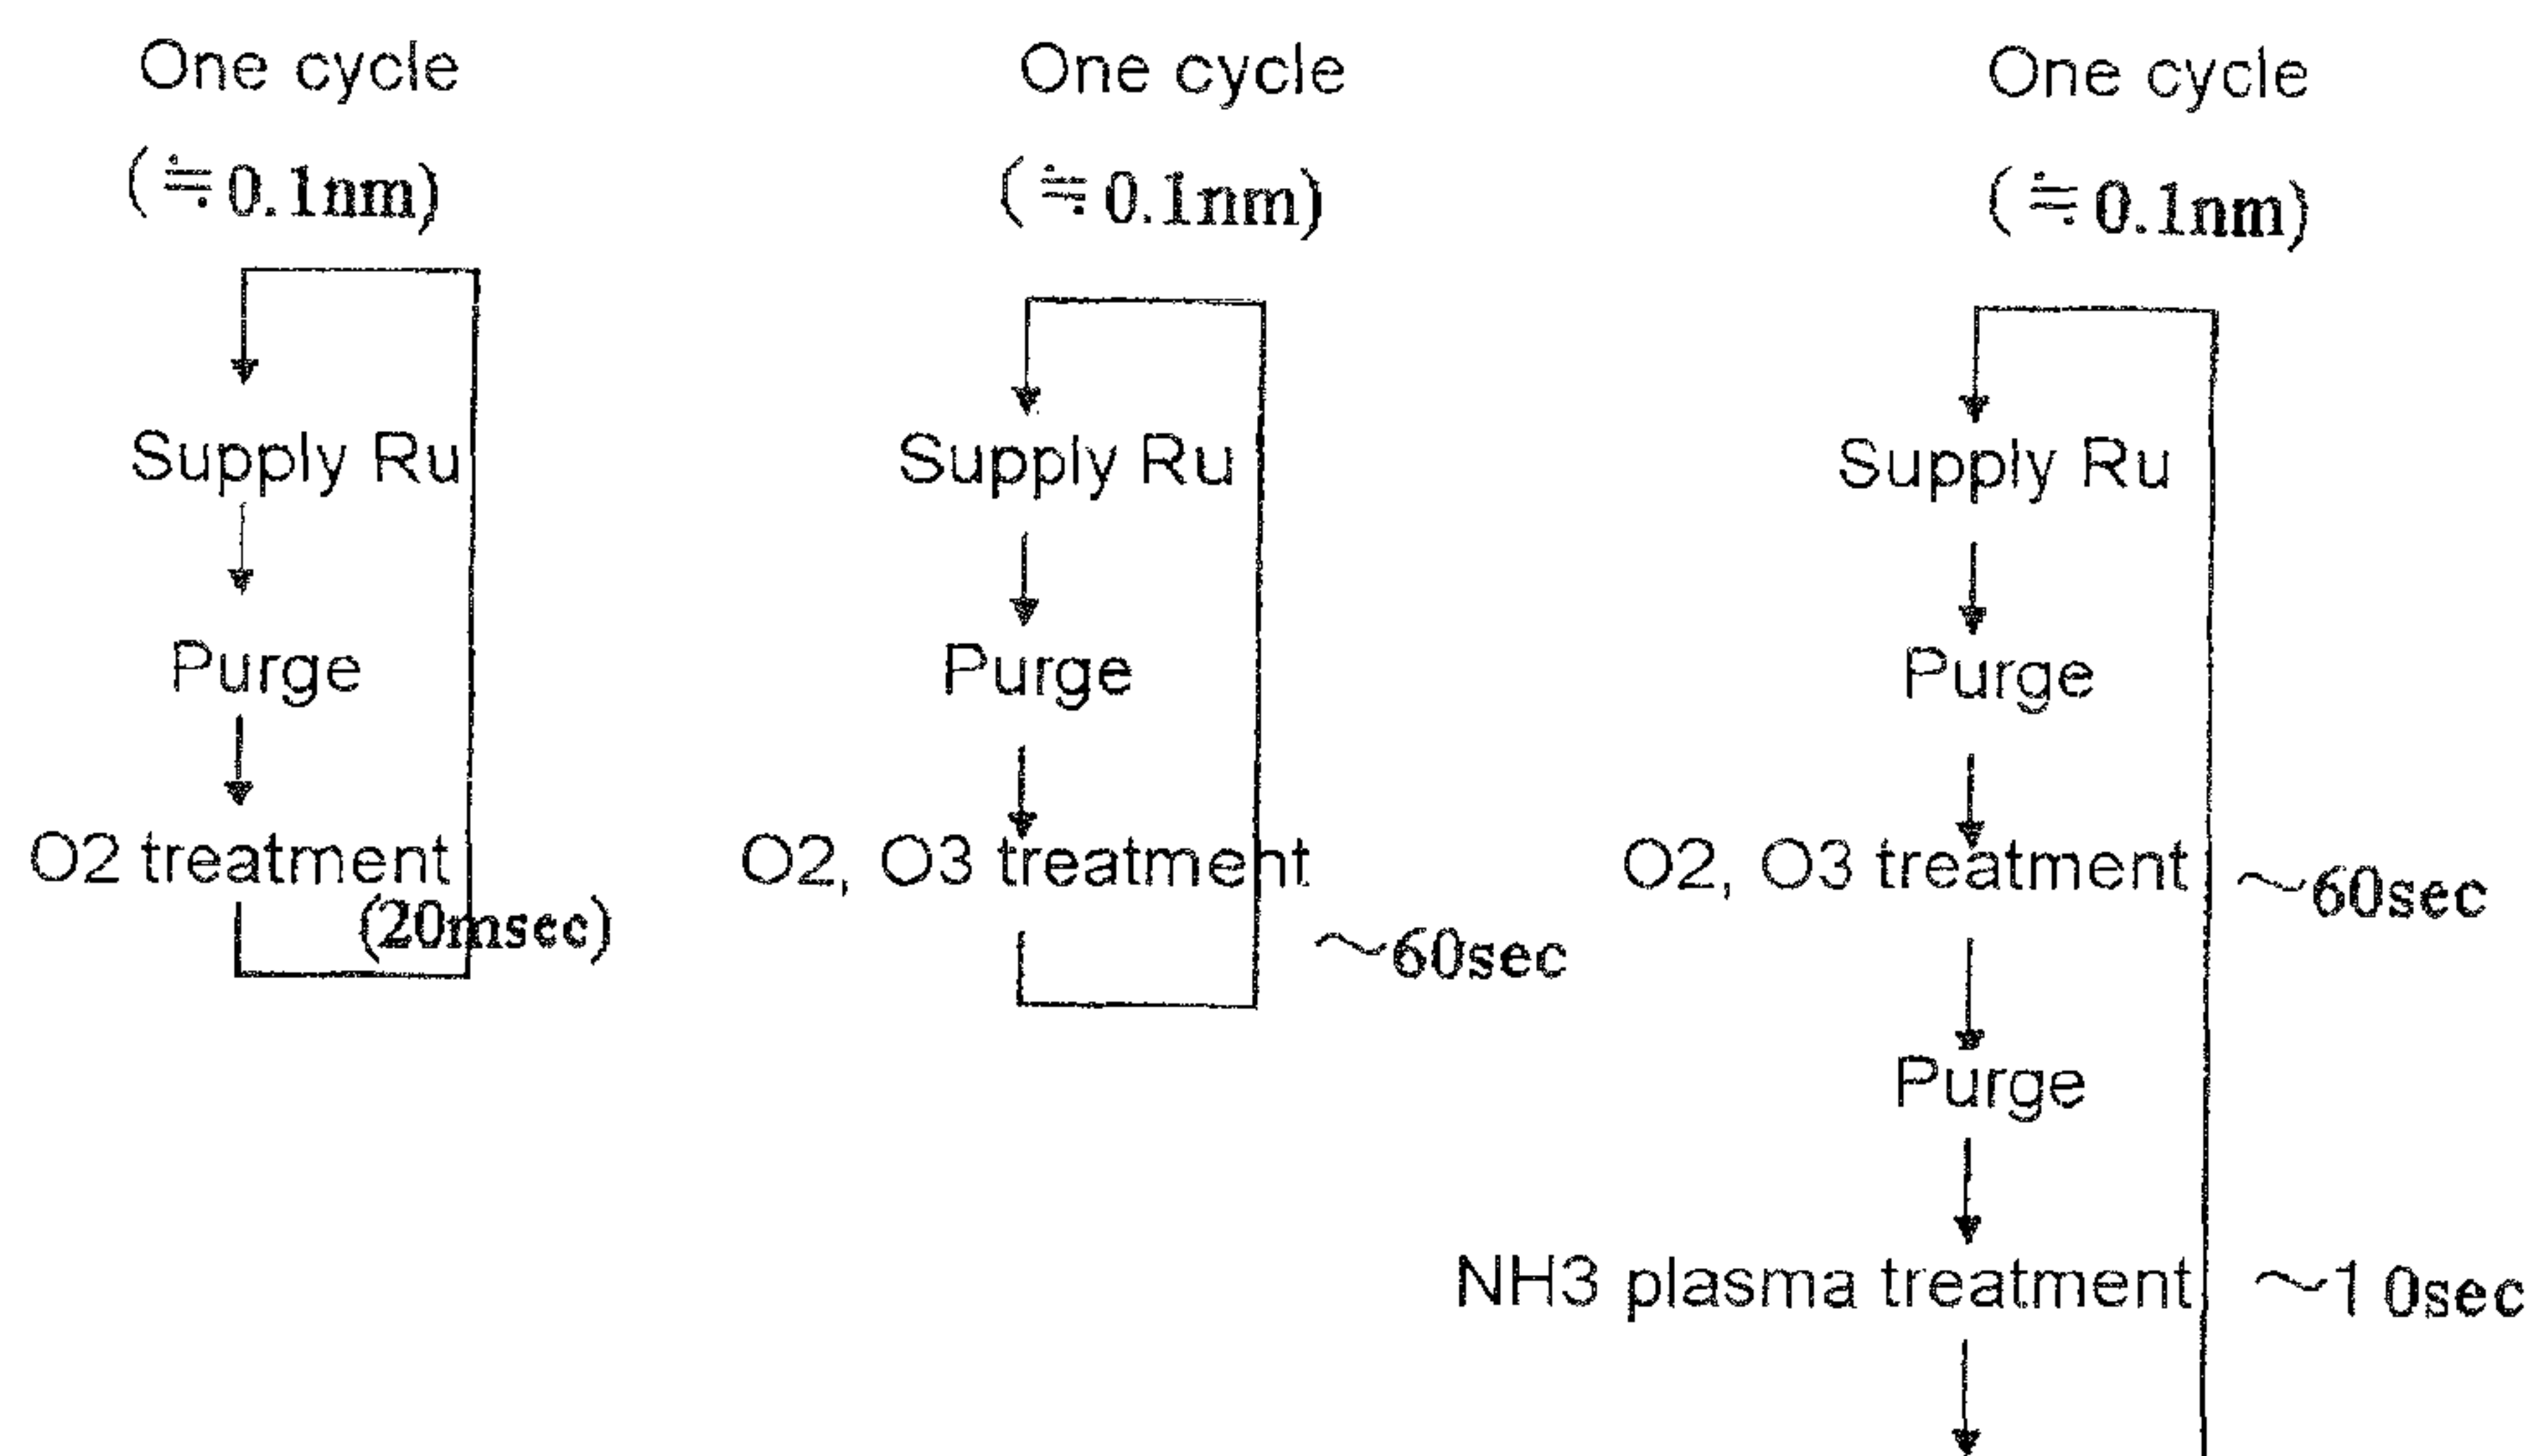 One cycle
(≒0.1nm)
Supply Ru
Purge
O2 treatment
(20msec)
One cycle
(≒0.1nm)
Supply Ru
Purge
O2, O3 treatment
~60sec
One cycle
(≒0.1nm)
Supply Ru
Purge
O2, O3 treatment ~60sec
Purge
NH3 plasma treatment ~10sec